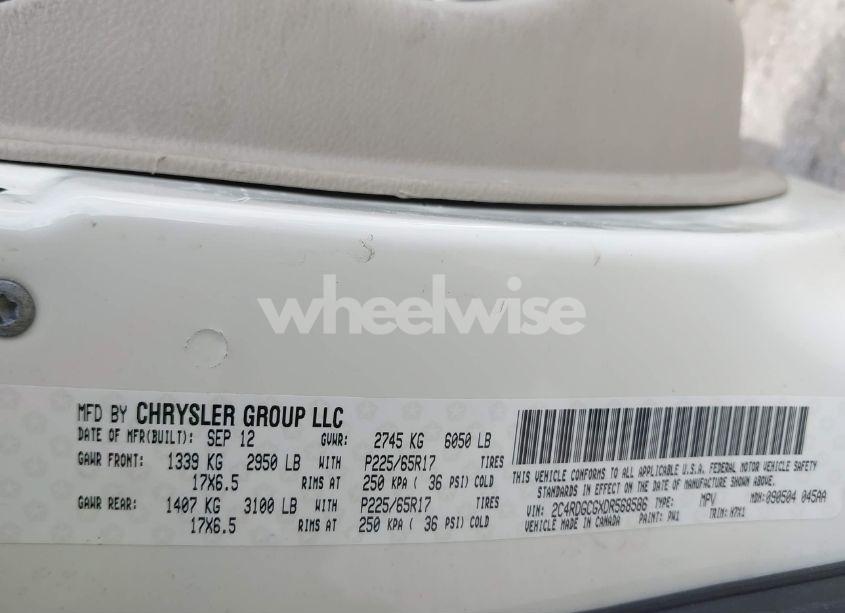 wheelwise
MFD BY CHRYSLER GROUP LLC
DATE OF MFR(BUILT): SEP 12 GVWR: 2745 KG 6050 LB
GAWR FRONT: 1339 KG 2950 LB WITH P225/65R17 TIRES
17X6.5 RIMS AT 250 KPA ( 36 PSI) COLD
GAWR REAR: 1407 KG 3100 LB WITH P225/65R17 TIRES
17X6.5 RIMS AT 250 KPA ( 36 PSI) COLD
THIS VEHICLE CONFORMS TO ALL APPLICABLE U.S.A. FEDERAL MOTOR VEHICLE SAFETY
STANDARDS IN EFFECT ON THE DATE OF MANUFACTURE SHOWN ABOVE.
VIN: 2C4RDGCGXDR568586 TYPE: MPV MDH: 090504 045AA
VEHICLE MADE IN CANADA PAINT: PW1 TRIM: